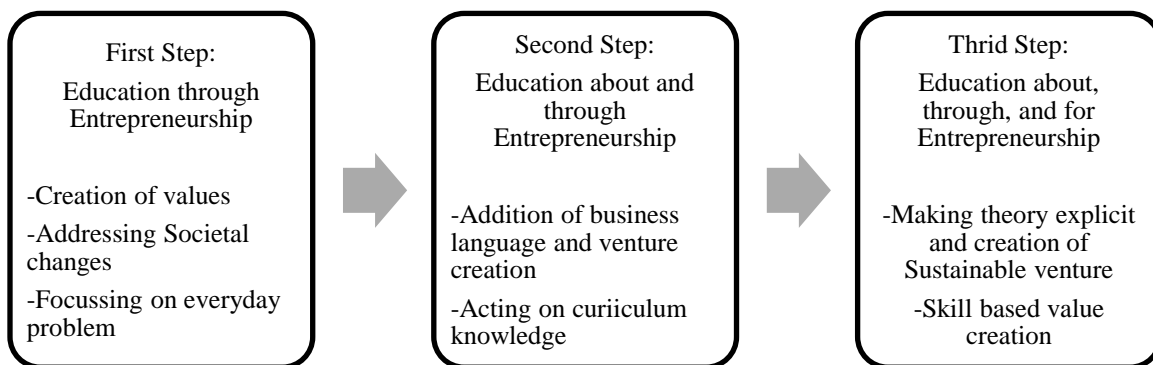 First Step:
Education through
Entrepreneurship
-Creation of values
-Addressing Societal
changes
-Focussing on everyday
problem
Second Step:
Education about and
through
Entrepreneurship
-Addition of business
language and venture
creation
-Acting on curiiculum
knowledge
Thrid Step:
Education about,
through, and for
Entrepreneurship
-Making theory explicit
and creation of
Sustainable venture
-Skill based value
creation